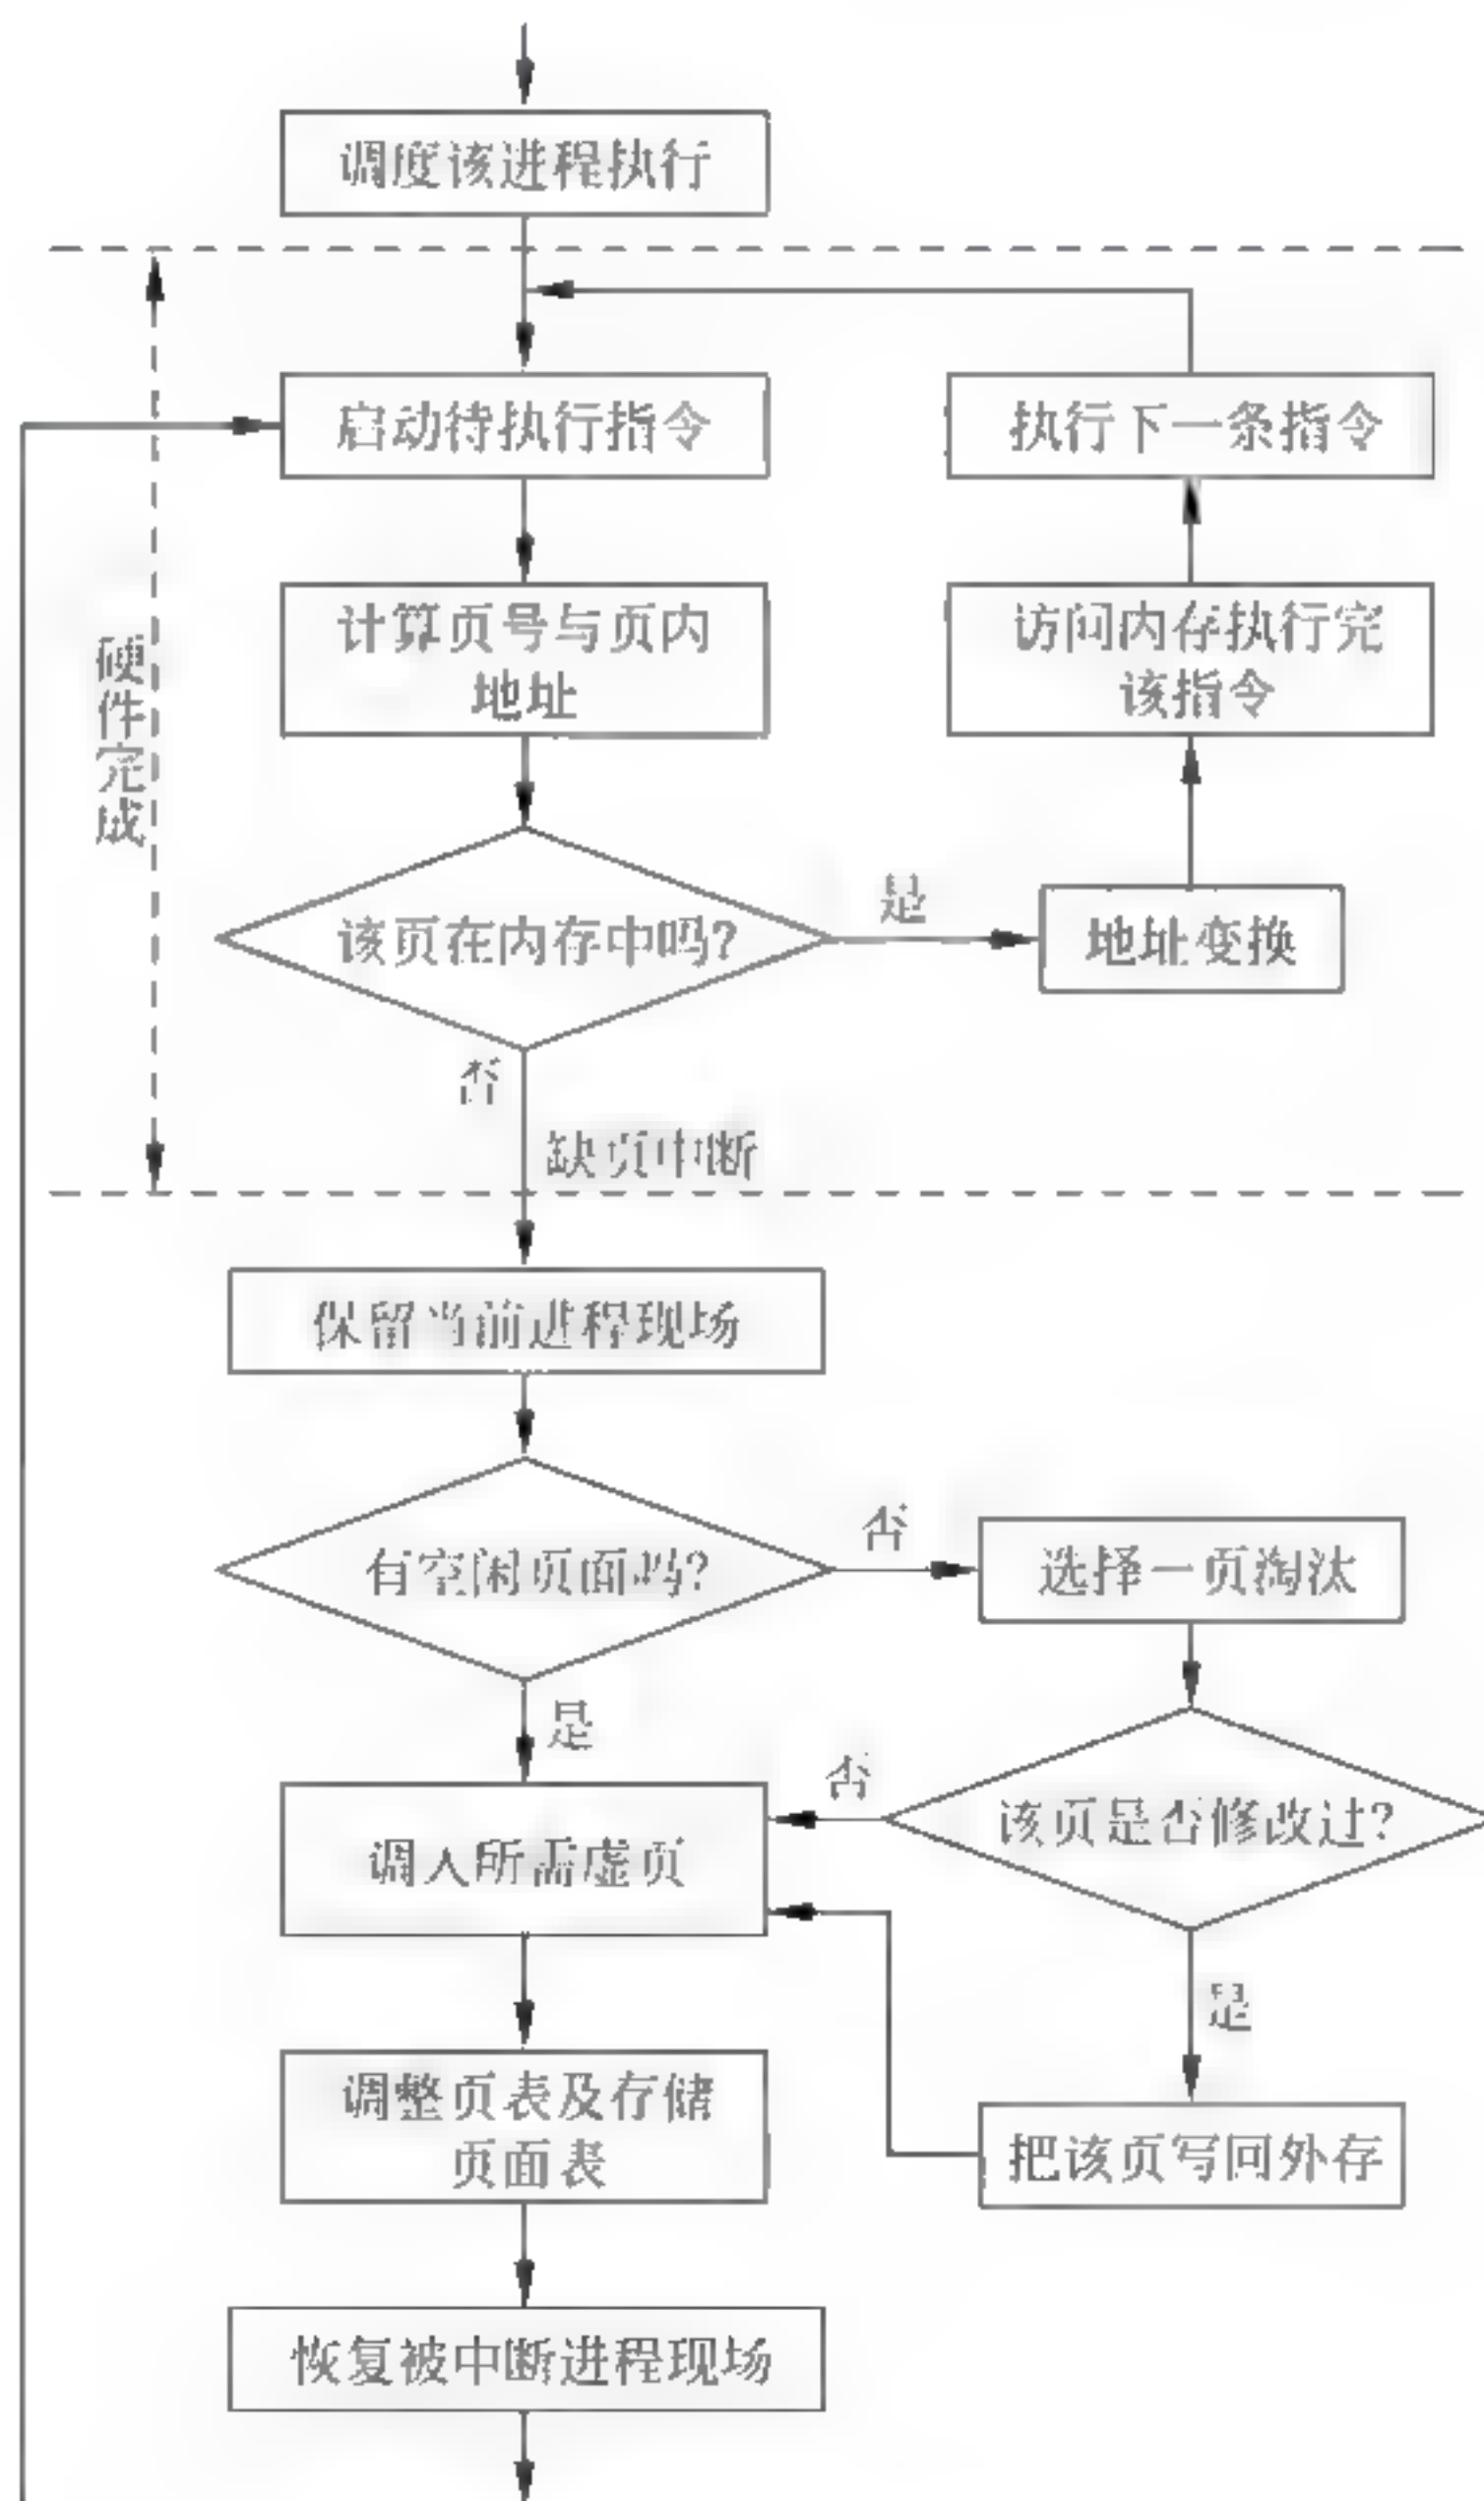 调度该进程执行
启动待执行指令
执行下一条指令
计算页号与页内
地址
访问内存执行完
该指令
硬件完成
该页在内存中吗?
是
地址变换
否
缺页中断
保留当前进程现场
有空闲页面吗?
否
选择一页淘汰
是
否
该页是否修改过?
调入所需虚页
是
调整页表及存储
页面表
把该页写回外存
恢复被中断进程现场